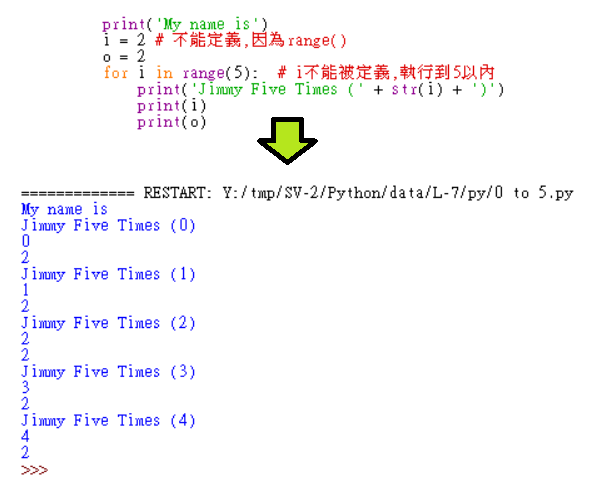 print('My name is')
i = 2 # 不能定義,因為range()
o = 2
for i in range(5):  # i不能被定義,執行到5以內
    print('Jimmy Five Times (' + str(i) + ')')
    print(i)
    print(o)
============= RESTART: Y:/tmp/SV-2/Python/data/L-7/py/0 to 5.py
My name is
Jimmy Five Times (0)
0
2
Jimmy Five Times (1)
1
2
Jimmy Five Times (2)
2
2
Jimmy Five Times (3)
3
2
Jimmy Five Times (4)
4
2
>>>